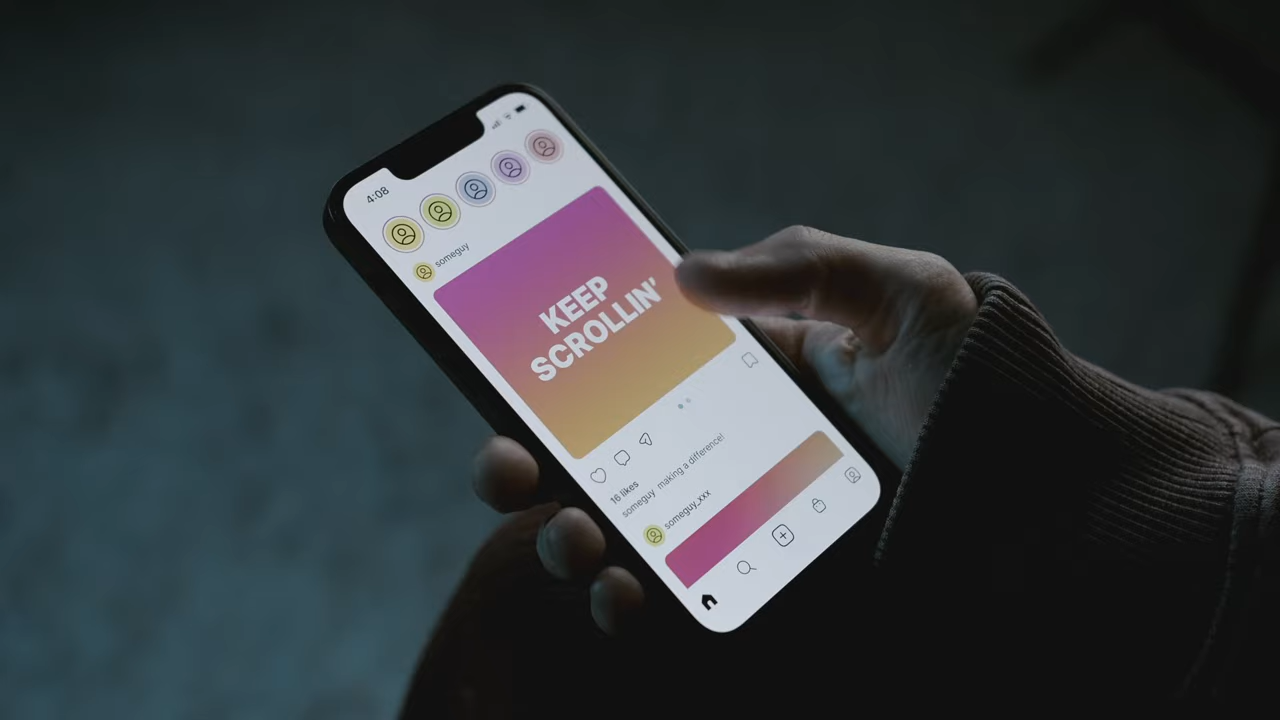 4:08
someguy
KEEP
SCROLLIN'
16 likes
someguy making a difference!
someguy_xxx